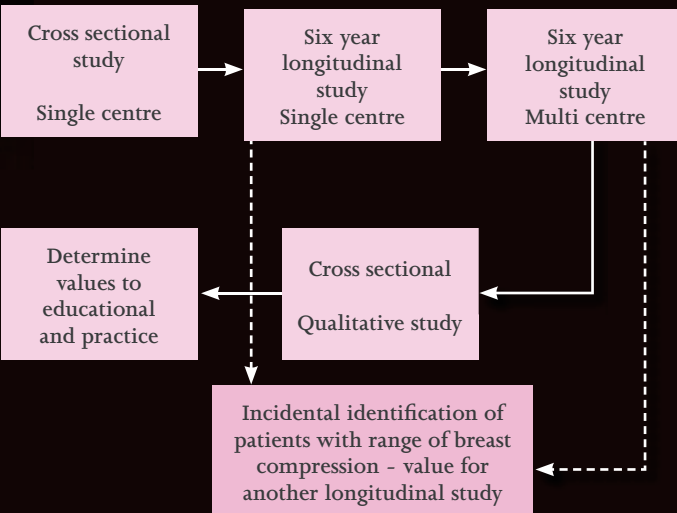 Cross sectional
study
Single centre
Six year
longitudinal
study
Single centre
Six year
longitudinal
study
Multi centre
Determine
values to
educational
and practice
Cross sectional
Qualitative study
Incidental identification of
patients with range of breast
compression - value for
another longitudinal study